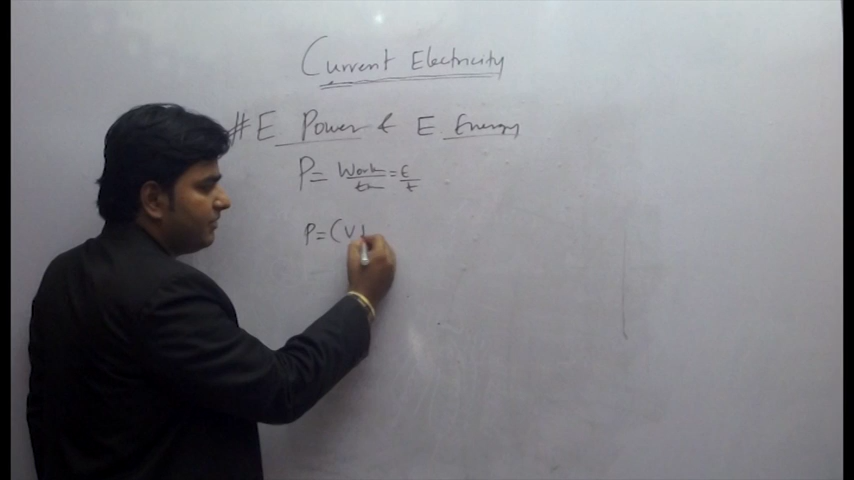 Current Electricity
# E Power & E Energy
P = Work/ = E/t
P = (V